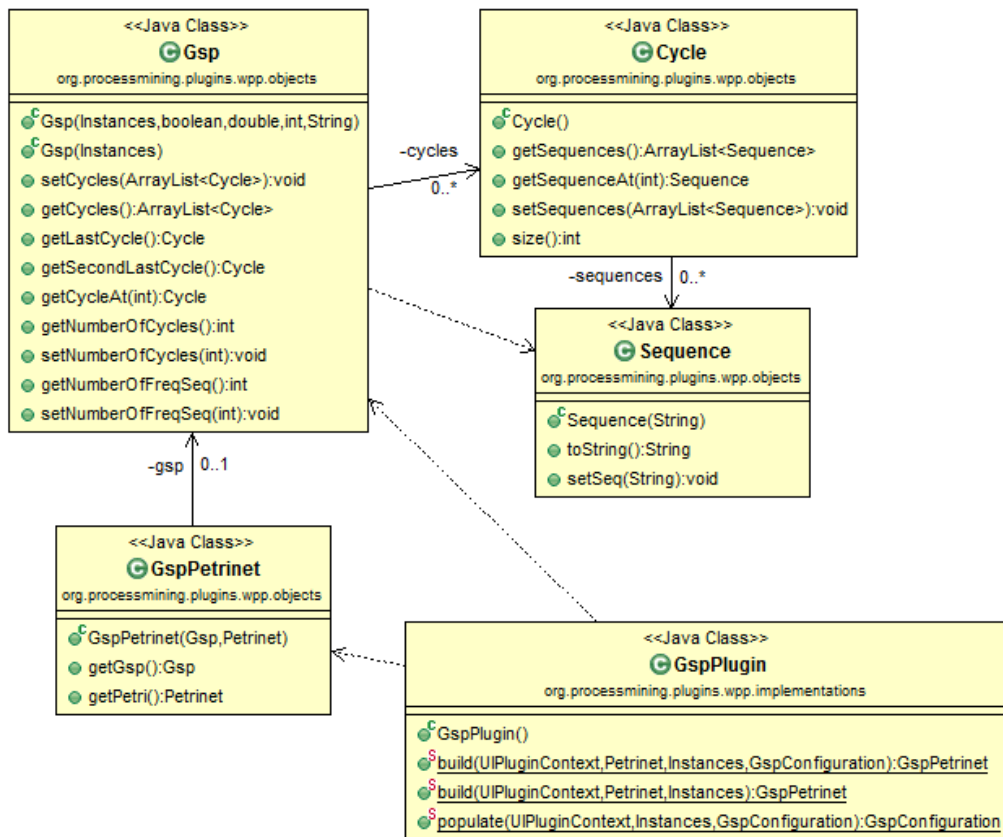 <<Java Class>>
Gsp
org.processmining.plugins.wpp.objects
Gsp(Instances,boolean,double,int,String)
Gsp(Instances)
setCycles(ArrayList<Cycle>):void
getCycles():ArrayList<Cycle>
getLastCycle():Cycle
getSecondLastCycle():Cycle
getCycleAt(int):Cycle
getNumberOfCycles():int
setNumberOfCycles(int):void
getNumberOfFreqSeq():int
setNumberOfFreqSeq(int):void
-cycles
0..*
<<Java Class>>
Cycle
org.processmining.plugins.wpp.objects
Cycle()
getSequences():ArrayList<Sequence>
getSequenceAt(int):Sequence
setSequences(ArrayList<Sequence>):void
size():int
-sequences
0..*
<<Java Class>>
Sequence
org.processmining.plugins.wpp.objects
Sequence(String)
toString():String
setSeq(String):void
-gsp
0..1
<<Java Class>>
GspPetrinet
org.processmining.plugins.wpp.objects
GspPetrinet(Gsp,Petrinet)
getGsp():Gsp
getPetri():Petrinet
<<Java Class>>
GspPlugin
org.processmining.plugins.wpp.implementations
GspPlugin()
build(UIPluginContext,Petrinet,Instances,GspConfiguration):GspPetrinet
build(UIPluginContext,Petrinet,Instances):GspPetrinet
populate(UIPluginContext,Instances,GspConfiguration):GspConfiguration